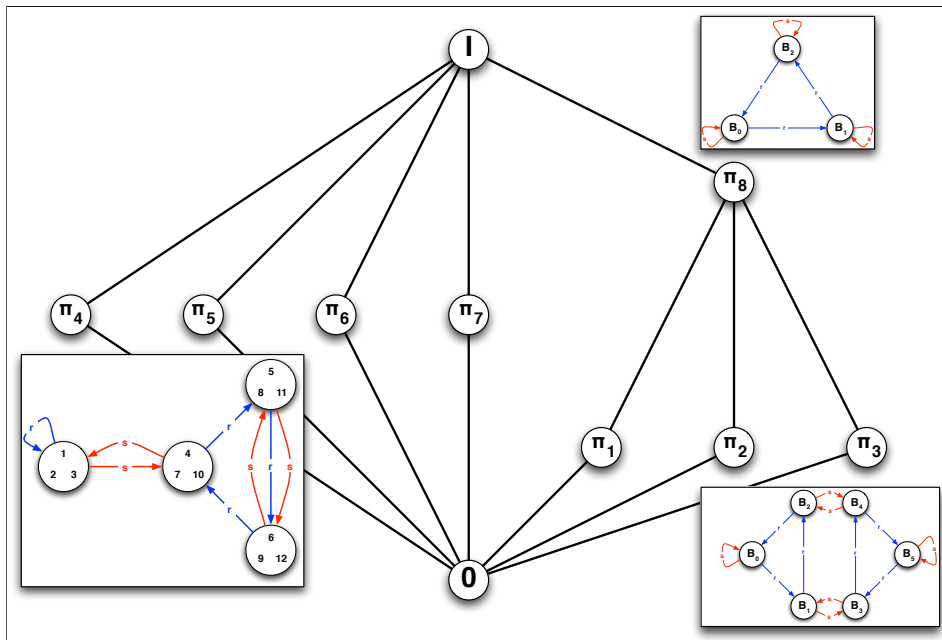 I
s
B₂
r
r
s
B₀
r
B₁
s
π₈
π₄
π₅
π₆
π₇
5
8 11
r
1
2 3
s
s
4
7 10
r
s
r
s
r
6
9 12
π₁
π₂
π₃
B₂
s
s
B₄
r
r
s
B₀
r
r
B₅
s
r
r
B₁
s
s
B₃
0